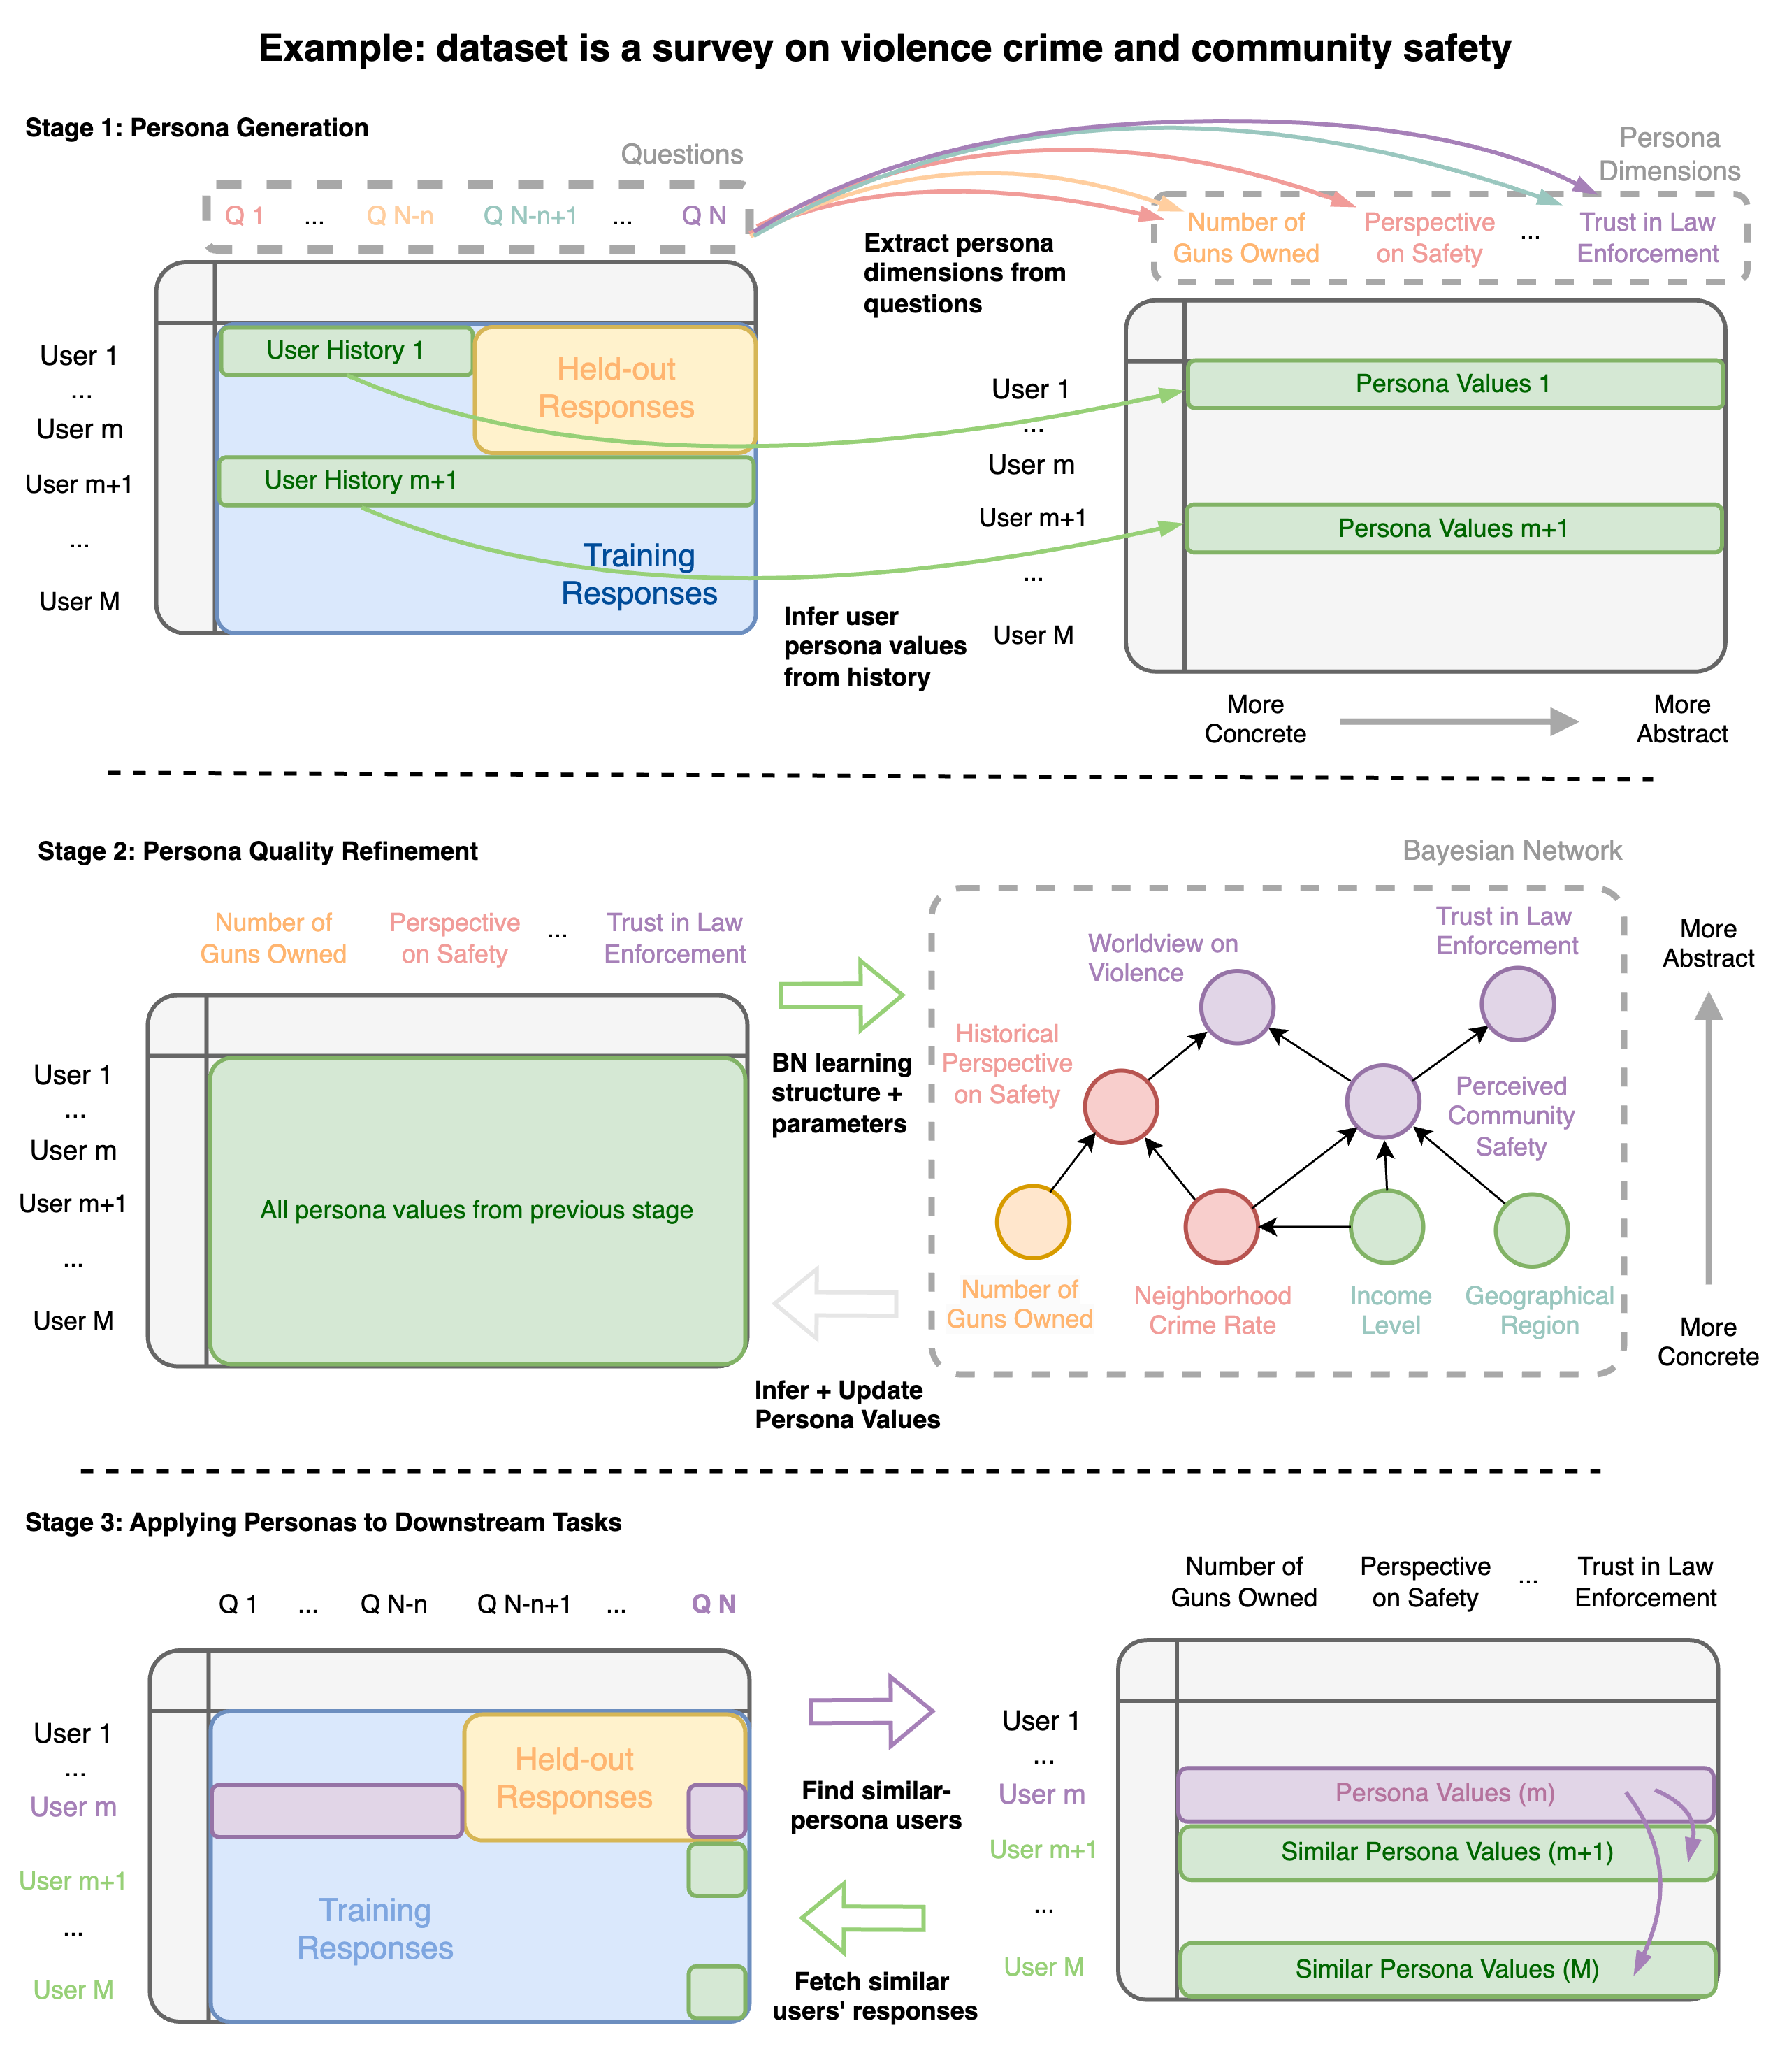 Example: dataset is a survey on violence crime and community safety
Stage 1: Persona Generation
Questions
Persona
Dimensions
Q 1 ... Q N-n Q N-n+1 ... Q N
Number of
Guns Owned
Perspective
on Safety
...
Trust in Law
Enforcement
Extract persona
dimensions from
questions
User 1
...
User m
User m+1
...
User M
User History 1
Held-out
Responses
User History m+1
Training
Responses
Infer user
persona values
from history
User 1
...
User m
User m+1
...
User M
Persona Values 1
Persona Values m+1
More
Concrete
More
Abstract
Stage 2: Persona Quality Refinement
Bayesian Network
Number of
Guns Owned
Perspective
on Safety
...
Trust in Law
Enforcement
User 1
...
User m
User m+1
...
User M
All persona values from previous stage
BN learning
structure +
parameters
Infer + Update
Persona Values
Worldview on
Violence
Trust in Law
Enforcement
Historical
Perspective
on Safety
Perceived
Community
Safety
Number of
Guns Owned
Neighborhood
Crime Rate
Income
Level
Geographical
Region
More
Abstract
More
Concrete
Stage 3: Applying Personas to Downstream Tasks
Q 1 ... Q N-n Q N-n+1 ... Q N
User 1
...
User m
User m+1
...
User M
Held-out
Responses
Training
Responses
Find similar-
persona users
Fetch similar
users' responses
Number of
Guns Owned
Perspective
on Safety
...
Trust in Law
Enforcement
User 1
...
User m
User m+1
...
User M
Persona Values (m)
Similar Persona Values (m+1)
Similar Persona Values (M)